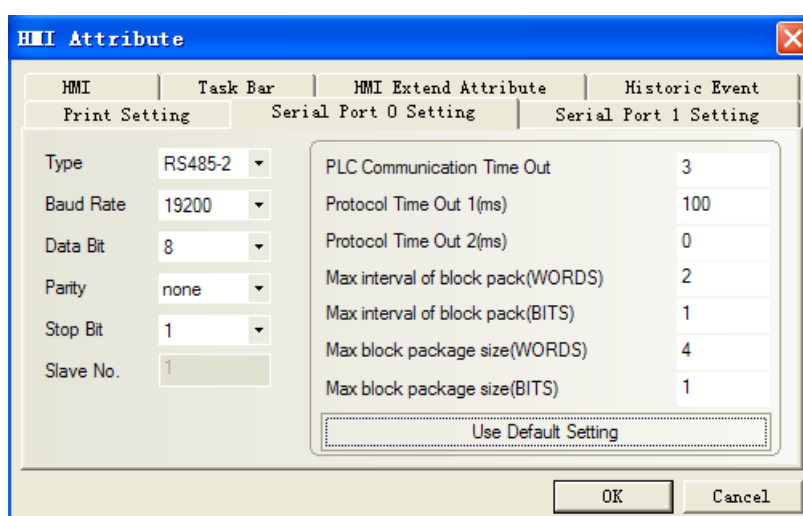 HMI Attribute
HMI
Task Bar
HMI Extend Attribute
Historic Event
Print Setting
Serial Port 0 Setting
Serial Port 1 Setting
Type RS485-2
Baud Rate 19200
Data Bit 8
Parity none
Stop Bit 1
Slave No. 1
PLC Communication Time Out 3
Protocol Time Out 1(ms) 100
Protocol Time Out 2(ms) 0
Max interval of block pack(WORDS) 2
Max interval of block pack(BITS) 1
Max block package size(WORDS) 4
Max block package size(BITS) 1
Use Default Setting
OK
Cancel